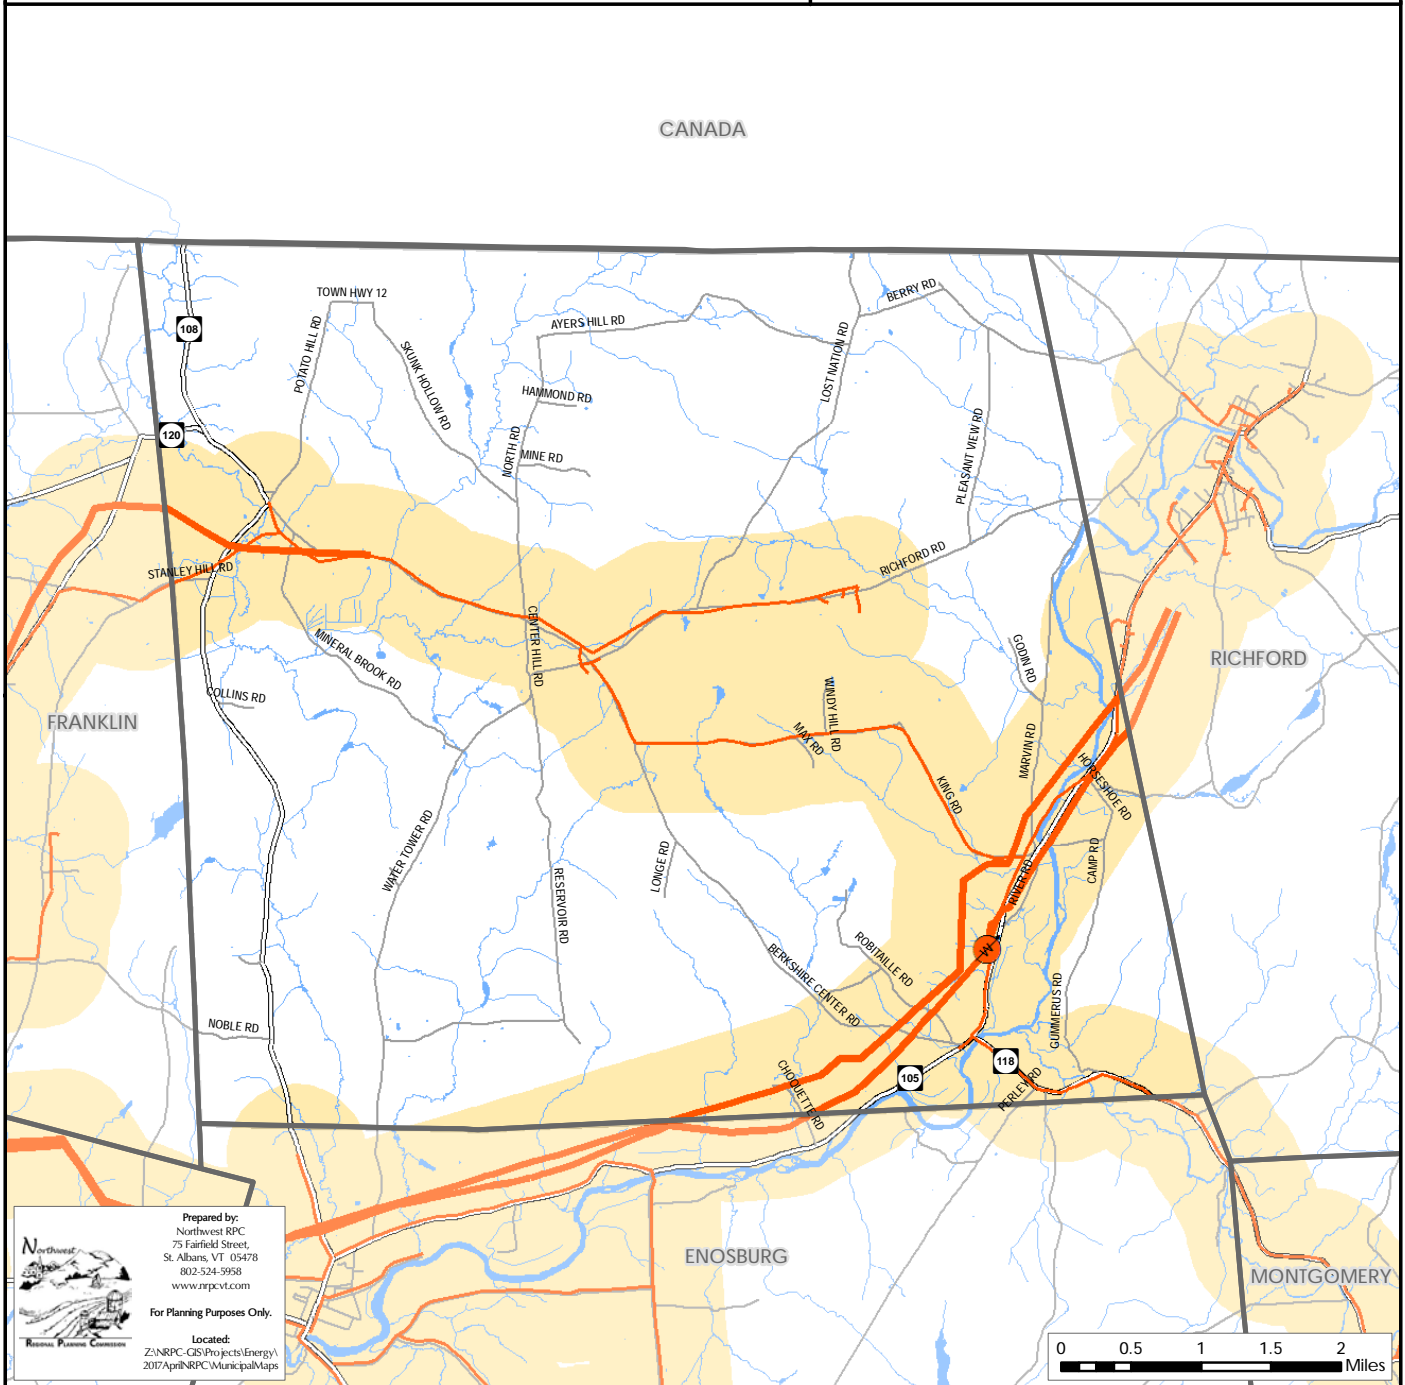 CANADA
TOWN HWY 12
BERRY RD
108
AYERS HILL RD
POTATO HILL RD
SKUNK HOLLOW RD
LOST NATION RD
HAMMOND RD
120
NORTH RD
MINE RD
PLEASANT VIEW RD
STANLEY HILL RD
RICHFORD RD
CENTER HILL RD
MINERAL BROOK RD
GODIN RD
RICHFORD
COLLINS RD
WINDY HILL RD
FRANKLIN
MAX RD
MARVIN RD
HORSESHOE RD
KING RD
WATER TOWER RD
LONGE RD
CAMP RD
RIVER RD
RESERVOIR RD
ROBITAILLE RD
BERKSHIRE CENTER RD
W
GUMMERUS RD
NOBLE RD
118
105
CHOQUETTE RD
PERLEY RD
ENOSBURG
MONTGOMERY
Northwest
REGIONAL PLANNING COMMISSION
Prepared by:
Northwest RPC
75 Fairfield Street,
St. Albans, VT 05478
802-524-5958
www.nrpcvt.com
For Planning Purposes Only.
Located:
Z:\NRPC-GIS\Projects\Energy\
2017AprilNRPC\MunicipalMaps
0 0.5 1 1.5 2
Miles